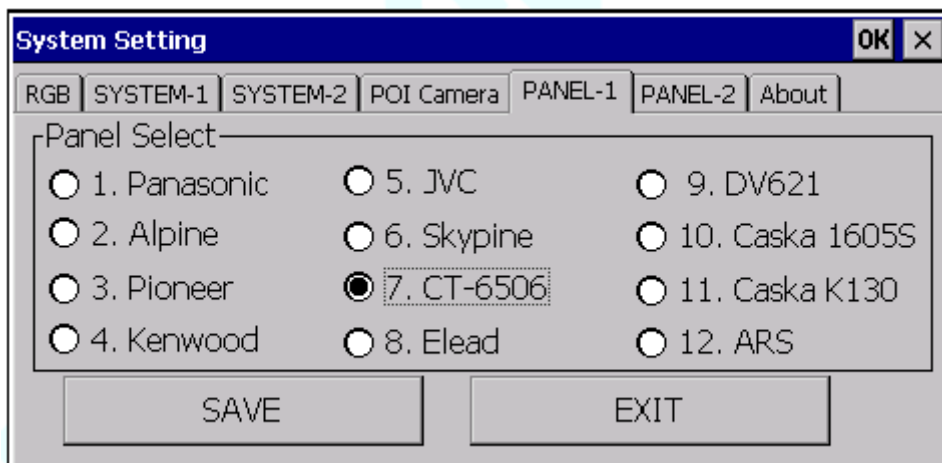 System Setting OK ×
RGB SYSTEM-1 SYSTEM-2 POI Camera PANEL-1 PANEL-2 About
Panel Select
1. Panasonic 5. JVC 9. DV621
2. Alpine 6. Skypine 10. Caska 1605S
3. Pioneer 7. CT-6506 11. Caska K130
4. Kenwood 8. Elead 12. ARS
SAVE EXIT